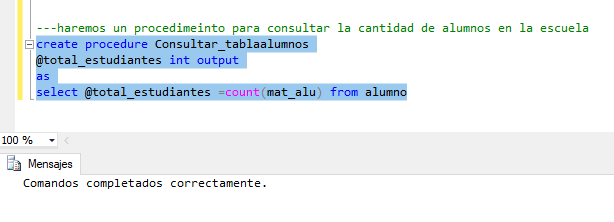 ---haremos un procedimeinto para consultar la cantidad de alumnos en la escuela
create procedure Consultar_tablaalumnos
@total_estudiantes int output
as
select @total_estudiantes =count(mat_alu) from alumno
100 %
Mensajes
Comandos completados correctamente.